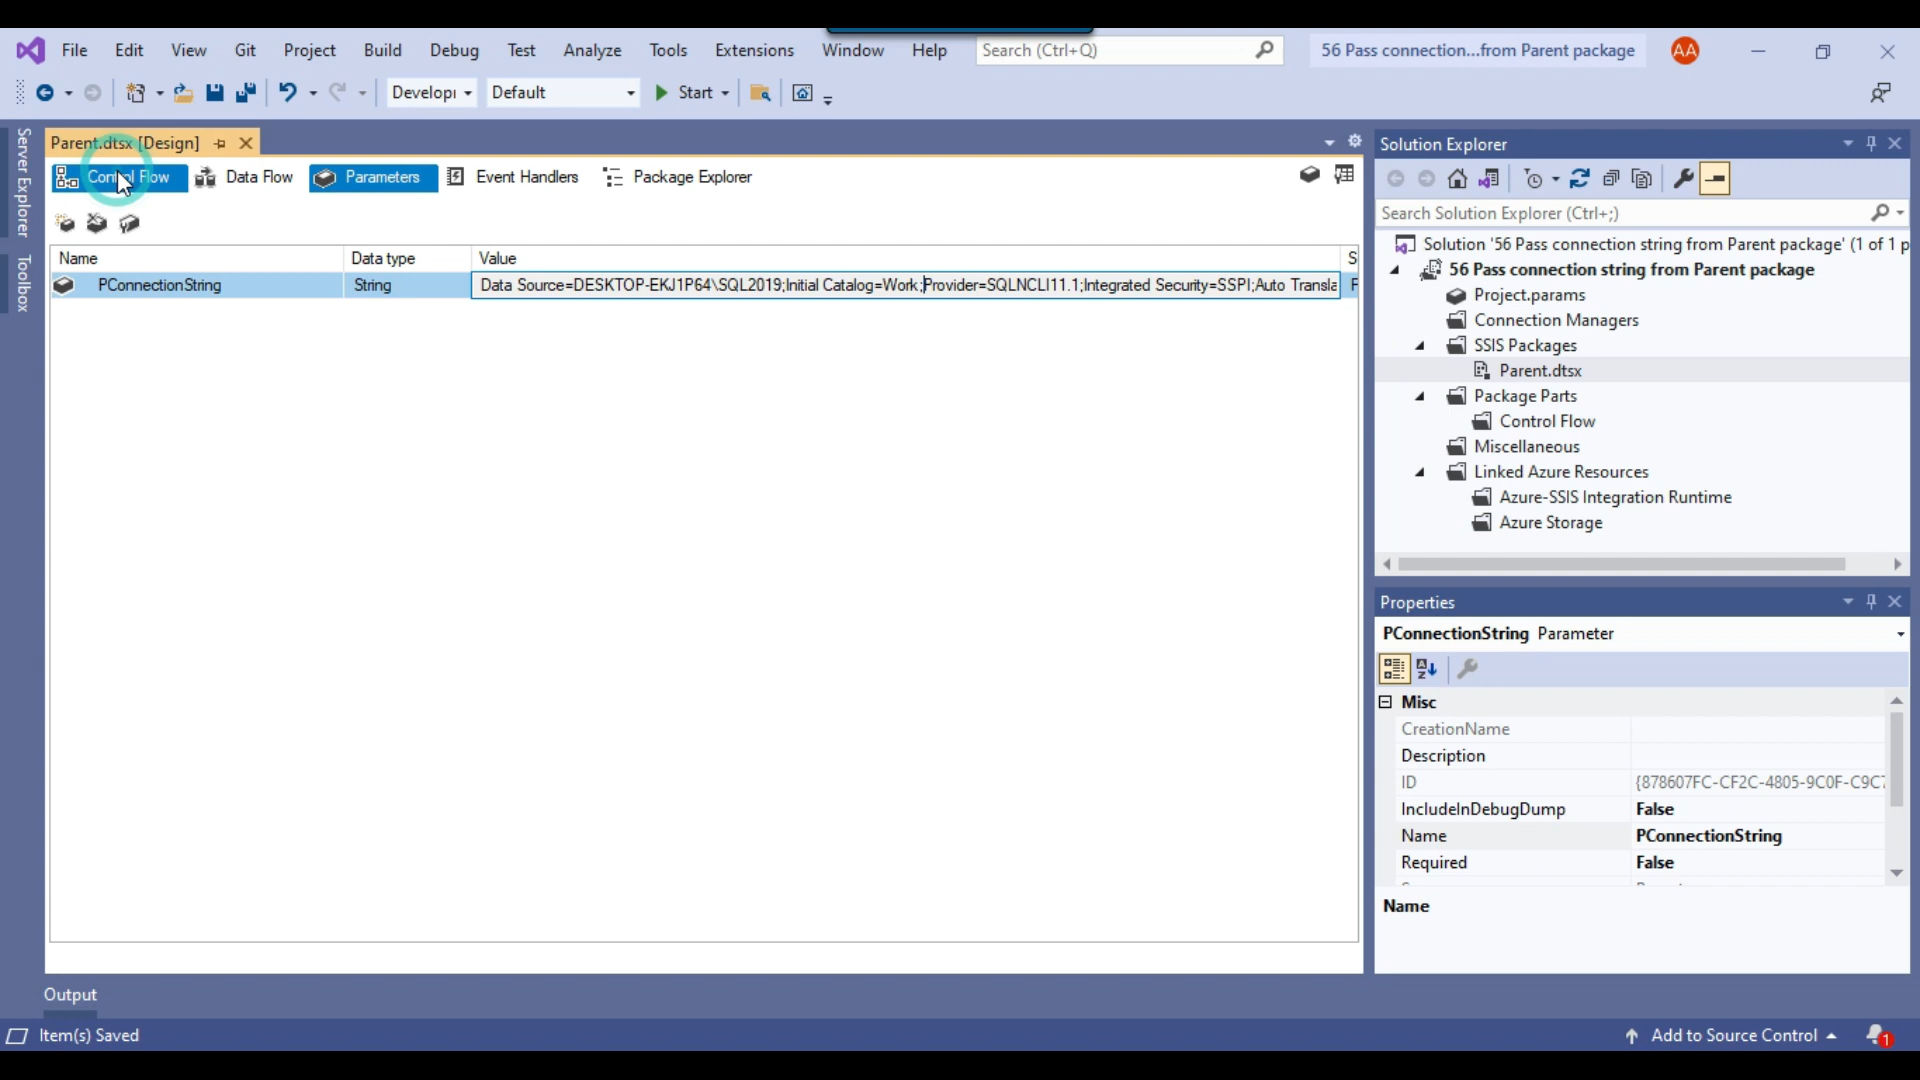 File Edit View Git Project Build Debug Test Analyze Tools Extensions Window Help Search (Ctrl+Q) 56 Pass connection...from Parent package AA
Default Start
Server Explorer
Toolbox
Parent.dtsx [Design]
Control Flow Data Flow Parameters Event Handlers Package Explorer
Name Data type Value S
PConnectionString String Data Source=DESKTOP-EKJ1P64\SQL2019;Initial Catalog=Work;Provider=SQLNCLI11.1;Integrated Security=SSPI;Auto Transla
Solution Explorer
Search Solution Explorer (Ctrl+;)
Solution '56 Pass connection string from Parent package' (1 of 1 p
56 Pass connection string from Parent package
Project.params
Connection Managers
SSIS Packages
Parent.dtsx
Package Parts
Control Flow
Miscellaneous
Linked Azure Resources
Azure-SSIS Integration Runtime
Azure Storage
Properties
PConnectionString Parameter
Misc
CreationName
Description
ID {878607FC-CF2C-4805-9C0F-C9C7
IncludeInDebugDump False
Name PConnectionString
Required False
Name
Output
Item(s) Saved
Add to Source Control 1